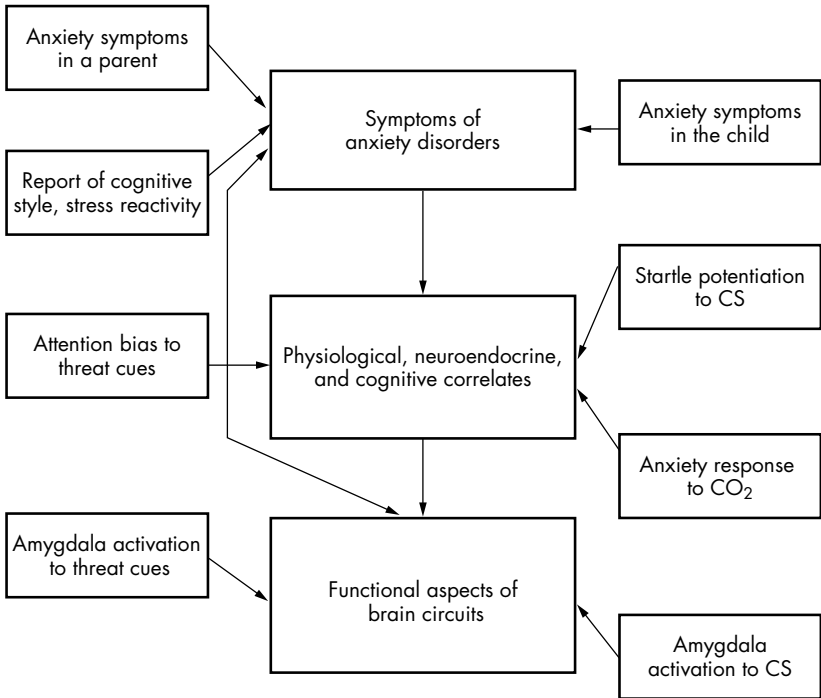 Anxiety symptoms
in a parent
Symptoms of
anxiety disorders
Anxiety symptoms
in the child
Report of cognitive
style, stress reactivity
Startle potentiation
to CS
Attention bias to
threat cues
Physiological, neuroendocrine,
and cognitive correlates
Anxiety response
to CO₂
Amygdala activation
to threat cues
Functional aspects of
brain circuits
Amygdala
activation to CS